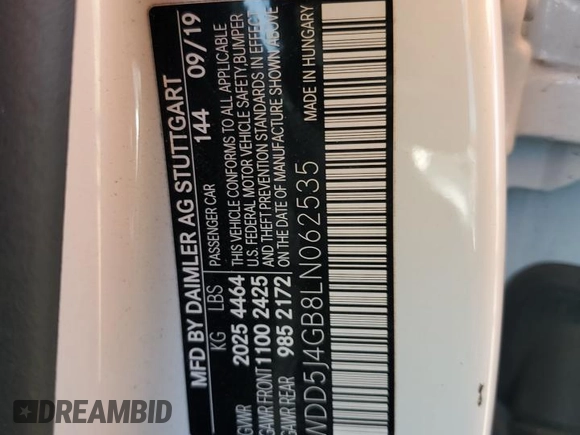 MFD BY DAIMLER AG STUTTGART
144 09/19
KG LBS PASSENGER CAR
GVWR 2025 4464
GAWR FRONT 1100 2425
GAWR REAR 985 2172
THIS VEHICLE CONFORMS TO ALL APPLICABLE
U.S. FEDERAL MOTOR VEHICLE SAFETY, BUMPER
AND THEFT PREVENTION STANDARDS IN EFFECT
ON THE DATE OF MANUFACTURE SHOWN ABOVE
WDD5J4GB8LN062535
MADE IN HUNGARY
DREAMBID